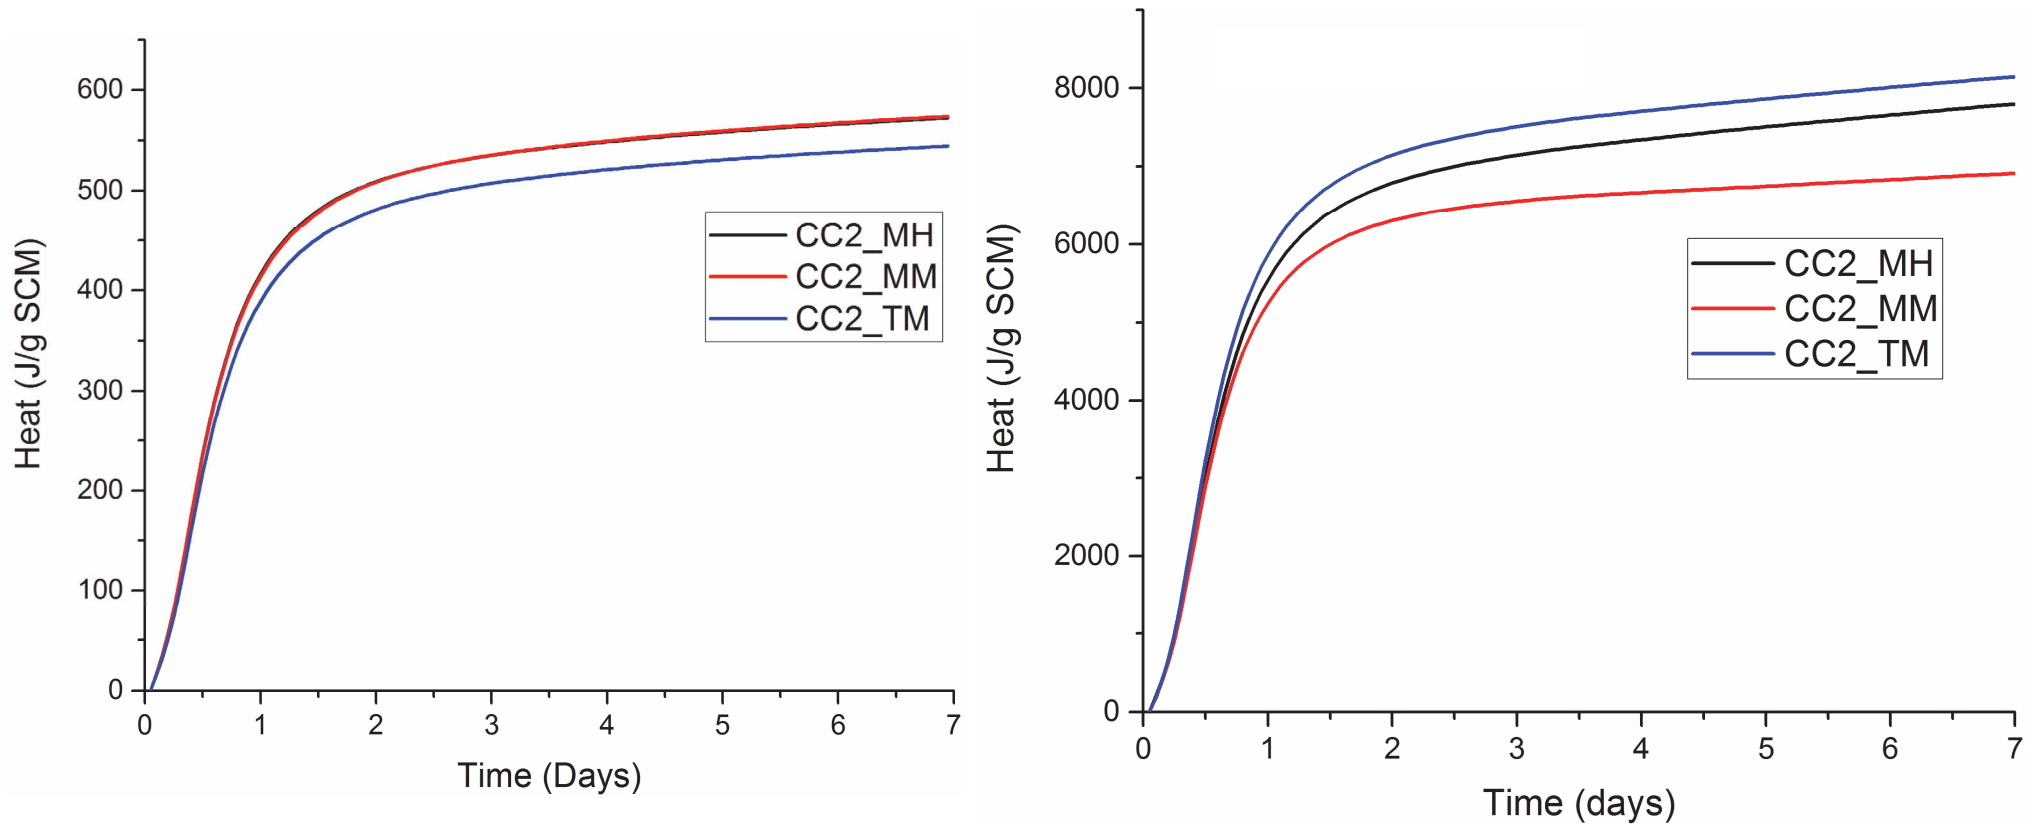 600
500
400
300
200
100
0
0 1 2 3 4 5 6 7
Heat (J/g SCM)
Time (Days)
CC2_MH
CC2_MM
CC2_TM
8000
6000
4000
2000
0
0 1 2 3 4 5 6 7
Heat (J/g SCM)
Time (days)
CC2_MH
CC2_MM
CC2_TM